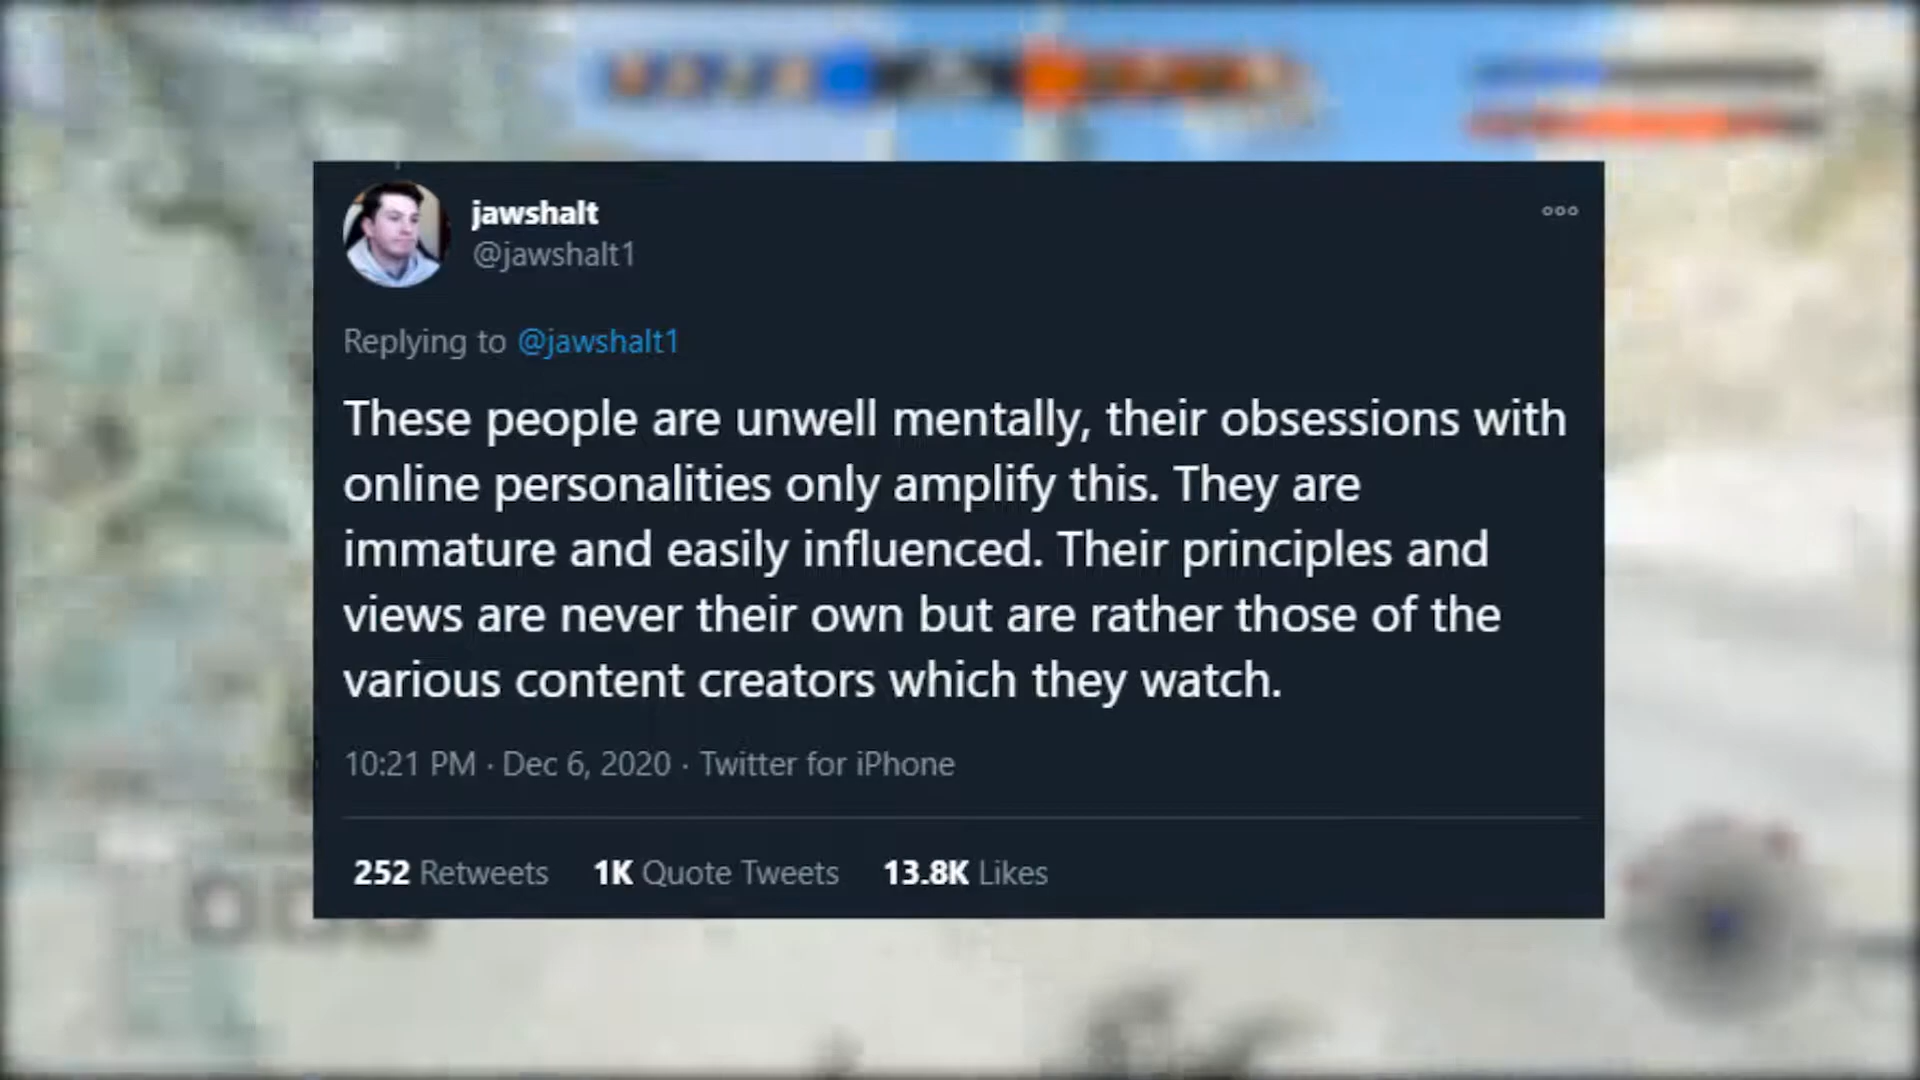 jawshalt
@jawshalt1
Replying to @jawshalt1
These people are unwell mentally, their obsessions with
online personalities only amplify this. They are
immature and easily influenced. Their principles and
views are never their own but are rather those of the
various content creators which they watch.
10:21 PM · Dec 6, 2020 · Twitter for iPhone
252 Retweets 1K Quote Tweets 13.8K Likes